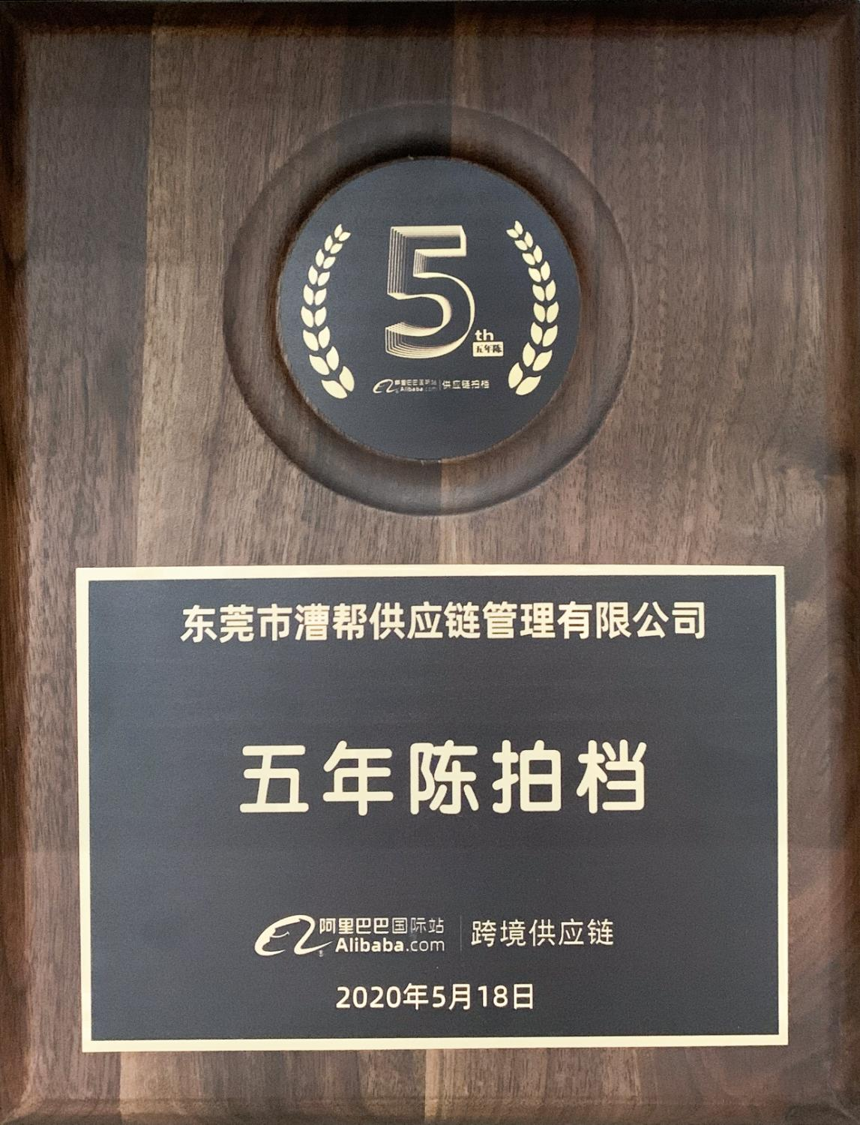 5th
五年陈
阿里巴巴国际站 供应链拍档
Alibaba.com
东莞市漕帮供应链管理有限公司
五年陈拍档
阿里巴巴国际站 跨境供应链
Alibaba.com
2020年5月18日